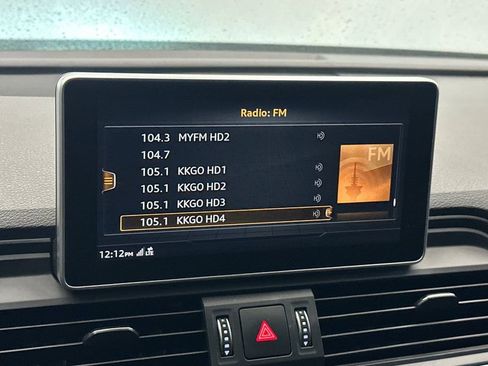 Radio: FM
104.3 MYFM HD2
104.7
105.1 KKGO HD1
105.1 KKGO HD2
105.1 KKGO HD3
105.1 KKGO HD4
FM
12:12PM LTE